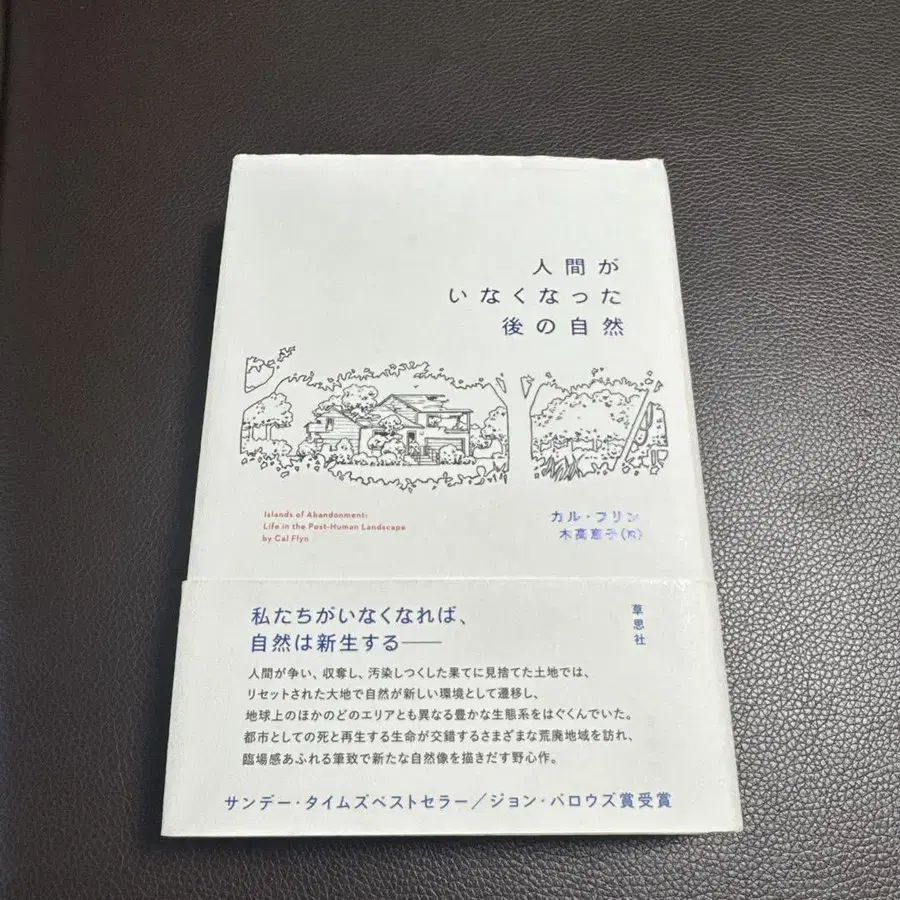 人間が
いなくなった
後の自然
Islands of Abandonment:
Life in the Post-Human Landscape
by Cal Flyn
カル・フリン
木高恵子(訳)
私たちがいなくなれば、
自然は新生する――
草思社
人間が争い、収奪し、汚染しつくした果てに見捨てた土地では、
リセットされた大地で自然が新しい環境として遷移し、
地球上のほかのどのエリアとも異なる豊かな生態系をはぐくんでいた。
都市としての死と再生する生命が交錯するさまざまな荒廃地域を訪れ、
臨場感あふれる筆致で新たな自然像を描きだす野心作。
サンデー・タイムズベストセラー/ジョン・バロウズ賞受賞